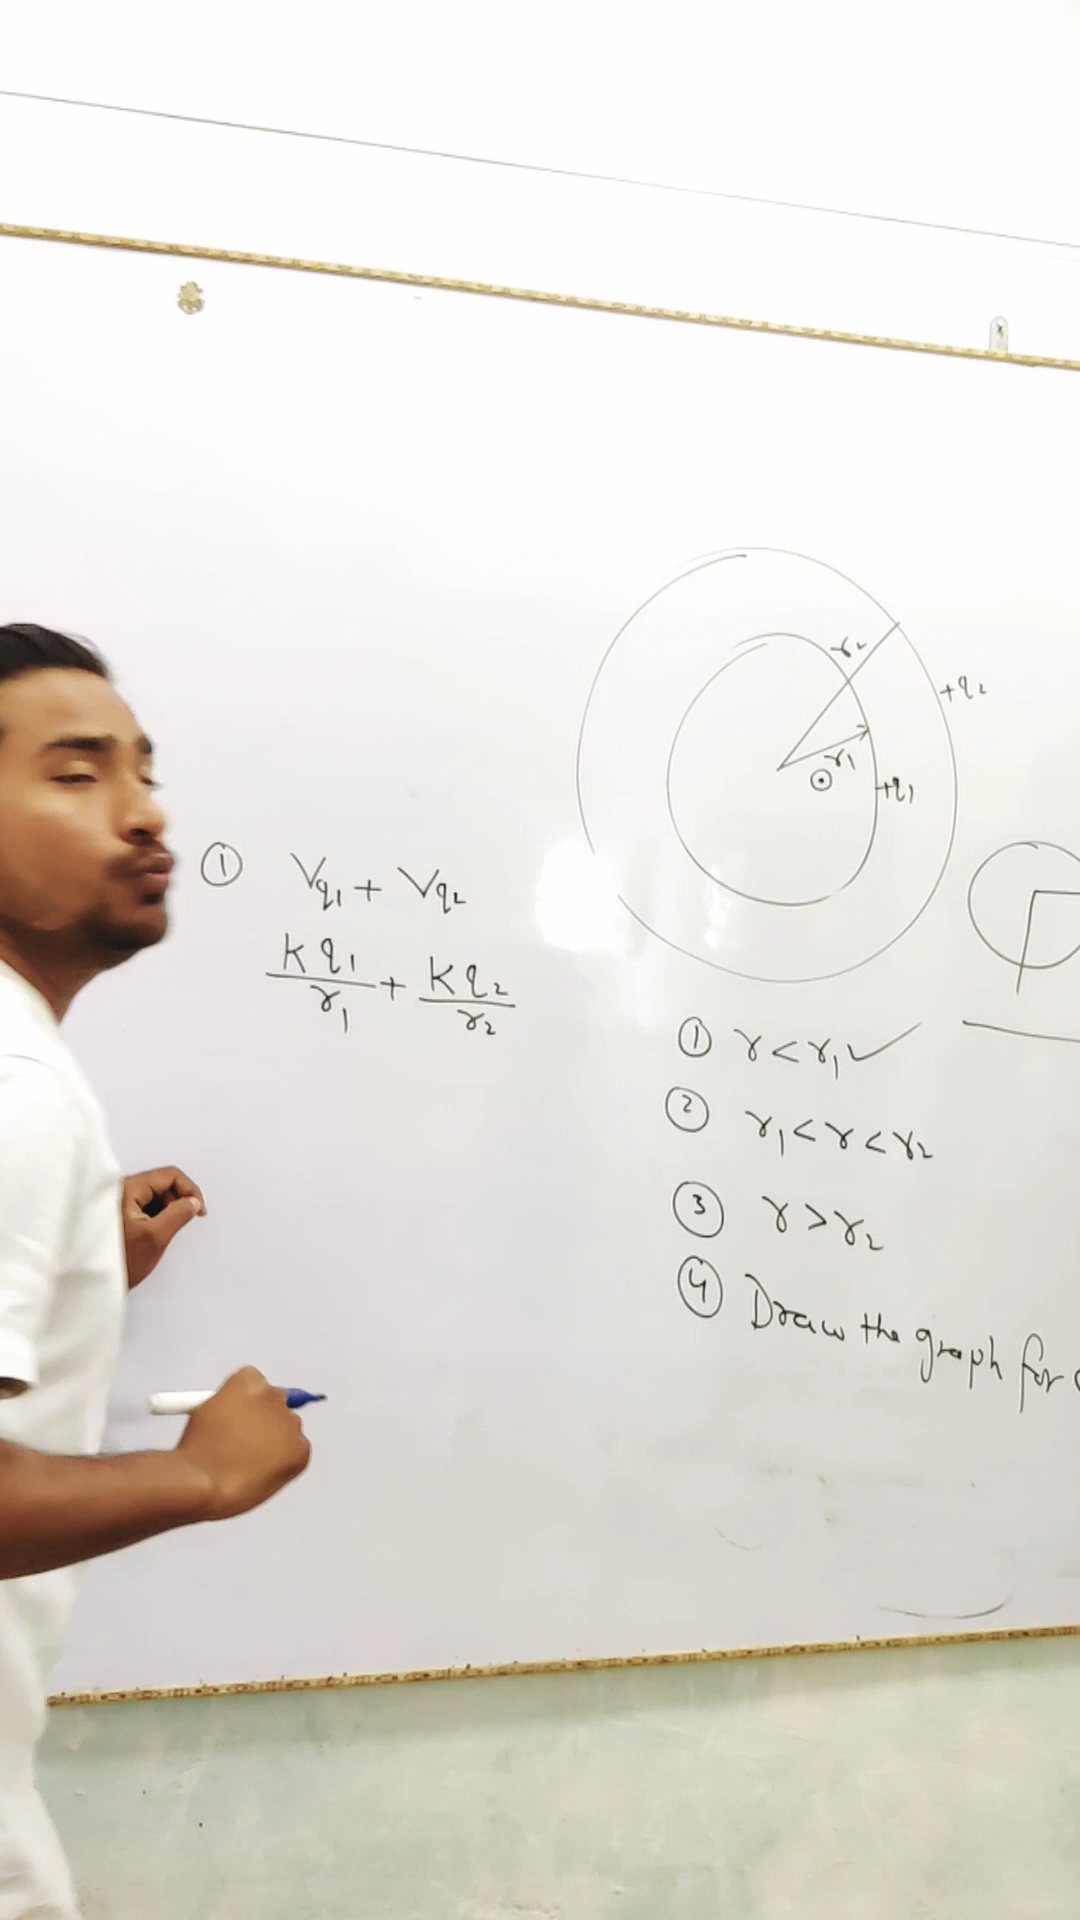 r₂
+q₂
r₁
+q₁
① Vq₁ + Vq₂
Kq₁/r₁ + Kq₂/r₂
① r < r₁ ✓
② r₁ < r < r₂
③ r > r₂
④ Draw the graph for